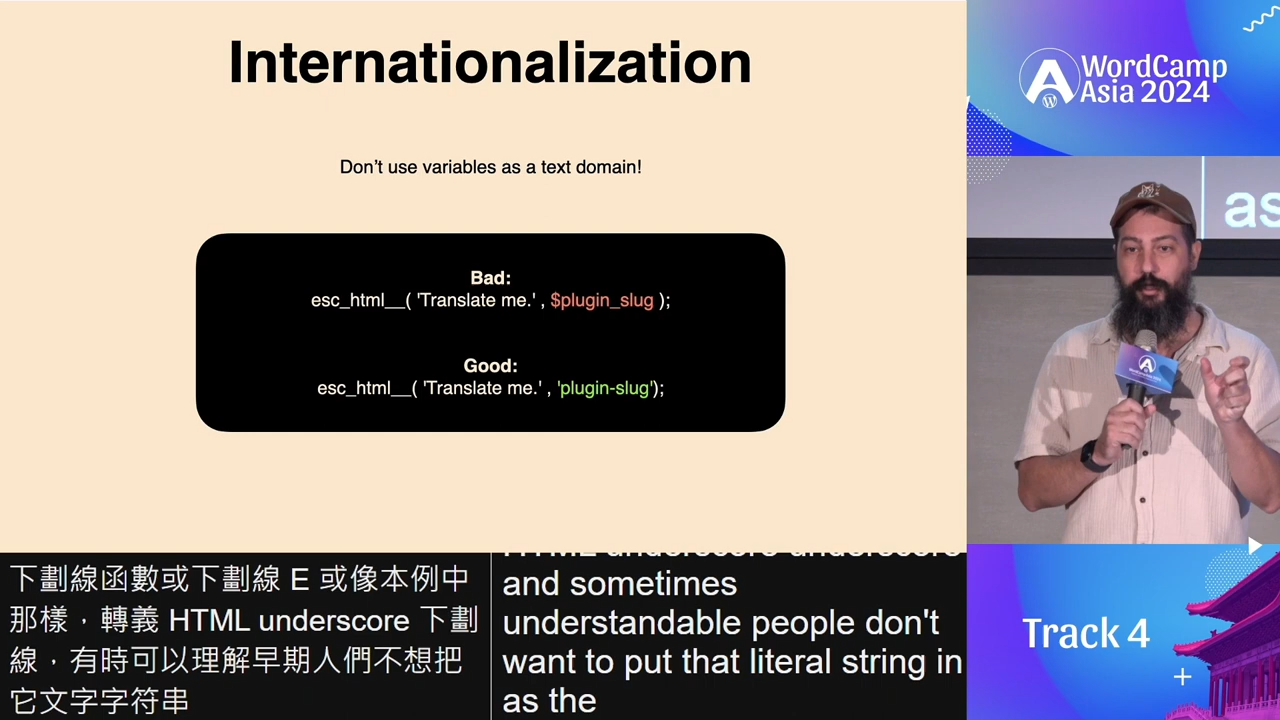 Internationalization
Don’t use variables as a text domain!
Bad:
esc_html__( 'Translate me.' , $plugin_slug );
Good:
esc_html__( 'Translate me.' , 'plugin-slug');
下劃線函數或下劃線 E 或像本例中
那樣，轉義 HTML underscore 下劃
線，有時可以理解早期人們不想把
它文字字符串
HTML underscore underscore
and sometimes
understandable people don't
want to put that literal string in
as the
WordCamp
Asia 2024
as
Track 4